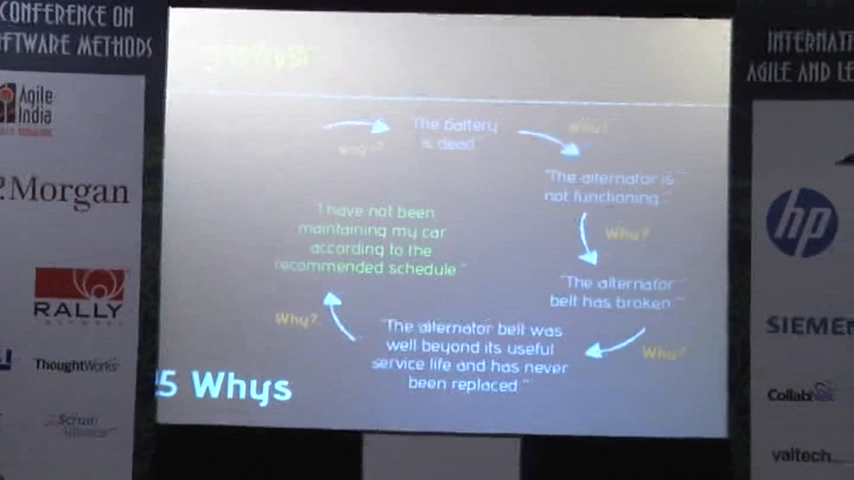 CONFERENCE ON
FTWARE METHODS
Agile
India
Morgan
RALLY
ThoughtWorks
Scrum
INTERNATI
AGILE AND LE
hp
SIEMEN
CollabNet
valtech
The battery
is dead
Why?
Why?
"The alternator is
not functioning."
Why?
"The alternator
belt has broken."
Why?
"The alternator belt was
well beyond its useful
service life and has never
been replaced."
Why?
I have not been
maintaining my car
according to the
recommended schedule"
5 Whys